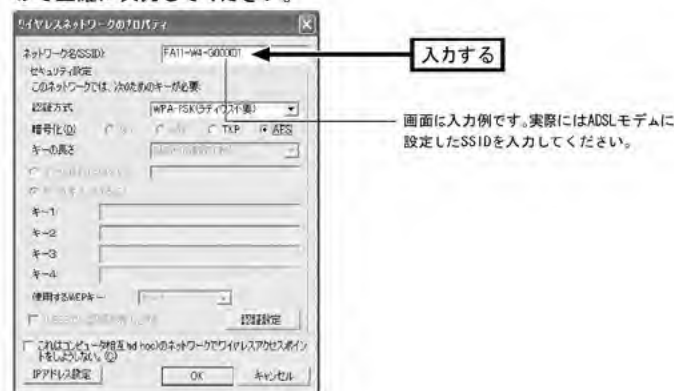 ワイヤレスネットワークのプロパティ
ネットワーク名(SSID):
FA11-W4-G000101
入力する
セキュリティ設定
このネットワークでは、次のためのキーが必要:
認証方式
WPA-PSK(ラディウス不要)
画面は入力例です。実際にはADSLモデムに
設定したSSIDを入力してください。
暗号化(D)
TKIP
AES
キーの長さ
キー1
キー2
キー3
キー4
使用するWEPキー
認証設定
これはコンピュータ相互(ad hoc)のネットワークでワイヤレスアクセスポイン
トをしようしない。(C)
IPアドレス設定
OK
キャンセル